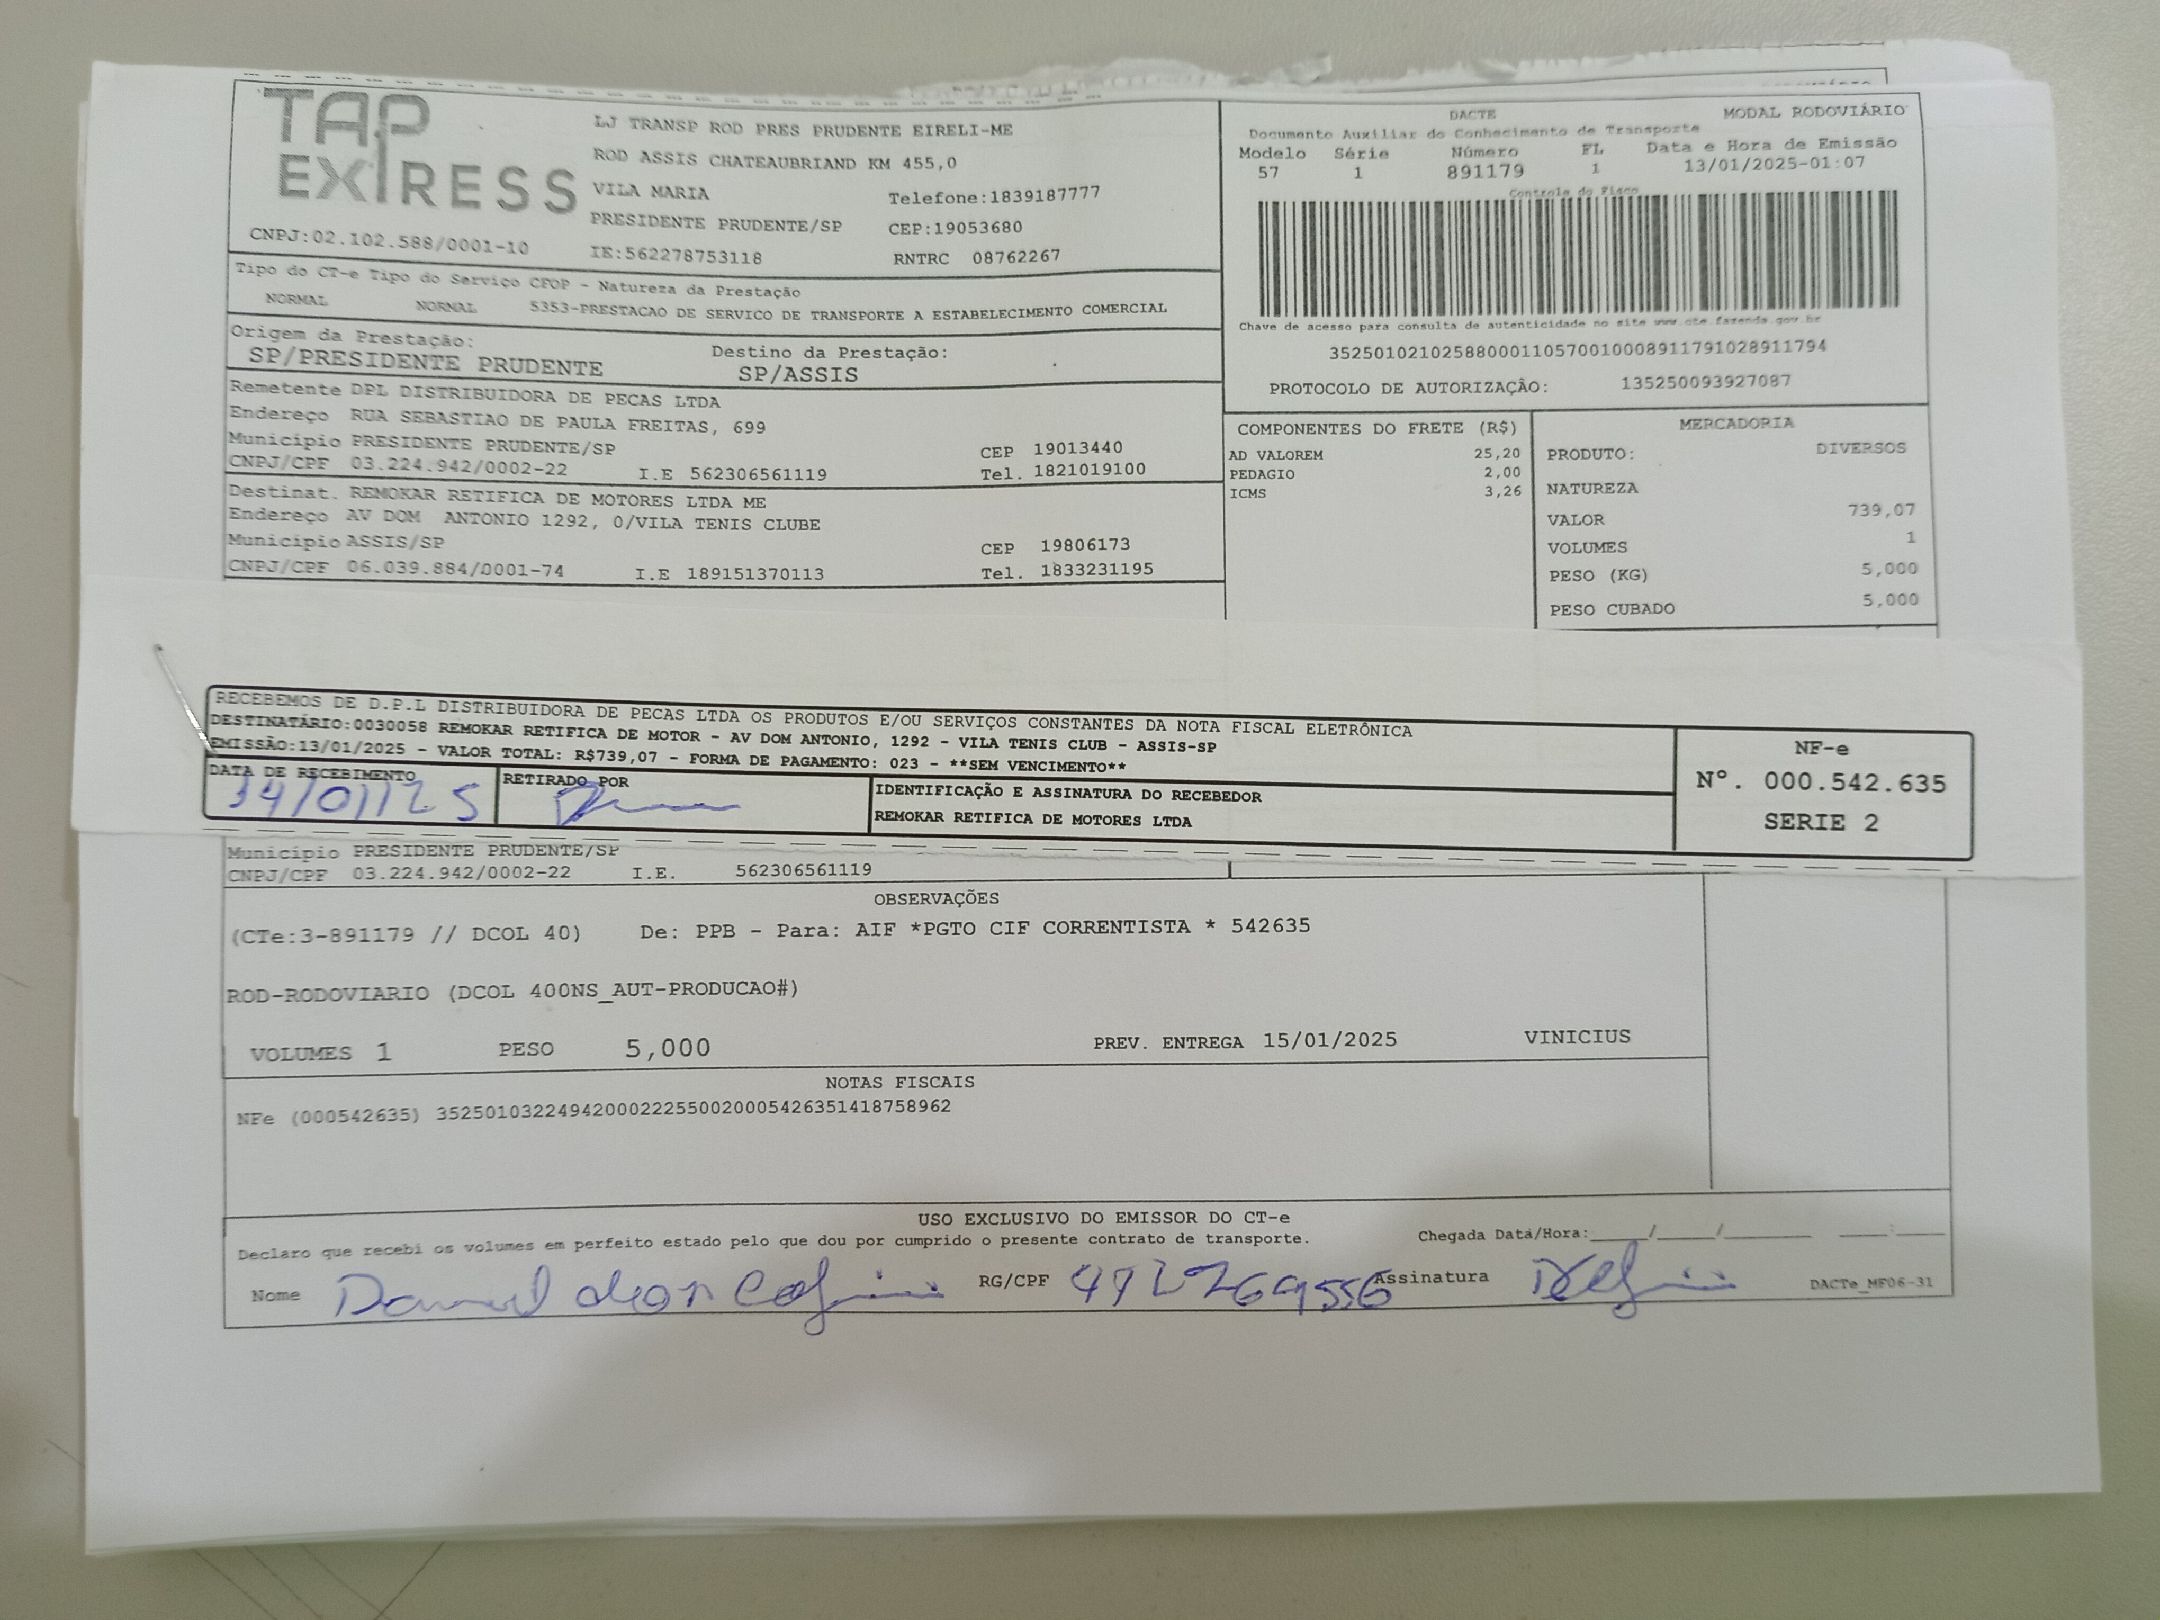 TAP EXPRESS
LJ TRANSP ROD PRES PRUDENTE EIRELI-ME
ROD ASSIS CHATEAUBRIAND KM 455,0
VILA MARIA Telefone:1839187777
PRESIDENTE PRUDENTE/SP CEP:19053680
CNPJ:02.102.588/0001-10 IE:562278753118 RNTRC 08762267
DACTE MODAL RODOVIÁRIO
Documento Auxiliar do Conhecimento de Transporte
Modelo Série Número FL Data e Hora de Emissão
57 1 891179 1 13/01/2025-01:07
Controle do Fisco
Chave de acesso para consulta de autenticidade no site www.cte.fazenda.gov.br
35250102102588000110570010008911791028911794
PROTOCOLO DE AUTORIZAÇÃO: 135250093927087
Tipo do CT-e Tipo do Serviço CFOP - Natureza da Prestação
NORMAL NORMAL 5353-PRESTACAO DE SERVICO DE TRANSPORTE A ESTABELECIMENTO COMERCIAL
Origem da Prestação: Destino da Prestação:
SP/PRESIDENTE PRUDENTE SP/ASSIS
Remetente DPL DISTRIBUIDORA DE PECAS LTDA
Endereço RUA SEBASTIAO DE PAULA FREITAS, 699
Município PRESIDENTE PRUDENTE/SP CEP 19013440
CNPJ/CPF 03.224.942/0002-22 I.E 562306561119 Tel. 1821019100
Destinat. REMOKAR RETIFICA DE MOTORES LTDA ME
Endereço AV DOM ANTONIO 1292, 0/VILA TENIS CLUBE
Município ASSIS/SP CEP 19806173
CNPJ/CPF 06.039.884/0001-74 I.E 189151370113 Tel. 1833231195
COMPONENTES DO FRETE (R$)
AD VALOREM 25,20
PEDAGIO 2,00
ICMS 3,26
MERCADORIA
PRODUTO: DIVERSOS
NATUREZA
VALOR 739,07
VOLUMES 1
PESO (KG) 5,000
PESO CUBADO 5,000
RECEBEMOS DE D.P.L DISTRIBUIDORA DE PECAS LTDA OS PRODUTOS E/OU SERVIÇOS CONSTANTES DA NOTA FISCAL ELETRÔNICA
DESTINATÁRIO:0030058 REMOKAR RETIFICA DE MOTOR - AV DOM ANTONIO, 1292 - VILA TENIS CLUB - ASSIS-SP
EMISSÃO:13/01/2025 - VALOR TOTAL: R$739,07 - FORMA DE PAGAMENTO: 023 - **SEM VENCIMENTO**
DATA DE RECEBIMENTO RETIRADO POR IDENTIFICAÇÃO E ASSINATURA DO RECEBEDOR
14/01/25 REMOKAR RETIFICA DE MOTORES LTDA
NF-e
Nº. 000.542.635
SERIE 2
Município PRESIDENTE PRUDENTE/SP
CNPJ/CPF 03.224.942/0002-22 I.E. 562306561119
OBSERVAÇÕES
(CTe:3-891179 // DCOL 40) De: PPB - Para: AIF *PGTO CIF CORRENTISTA * 542635
ROD-RODOVIARIO (DCOL 400NS_AUT-PRODUCAO#)
VOLUMES 1 PESO 5,000 PREV. ENTREGA 15/01/2025 VINICIUS
NOTAS FISCAIS
NFe (000542635) 35250103224942000222550020005426351418758962
USO EXCLUSIVO DO EMISSOR DO CT-e
Declaro que recebi os volumes em perfeito estado pelo que dou por cumprido o presente contrato de transporte. Chegada Data/Hora:____/____/______ ____:____
Nome RG/CPF Assinatura DACTe_MF06-31